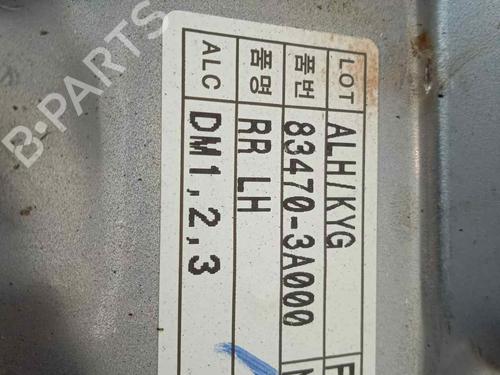 LOT ALH/KYG
품번 83470-3A000
품명 RR LH
ALC DM1,2,3
B-PARTS